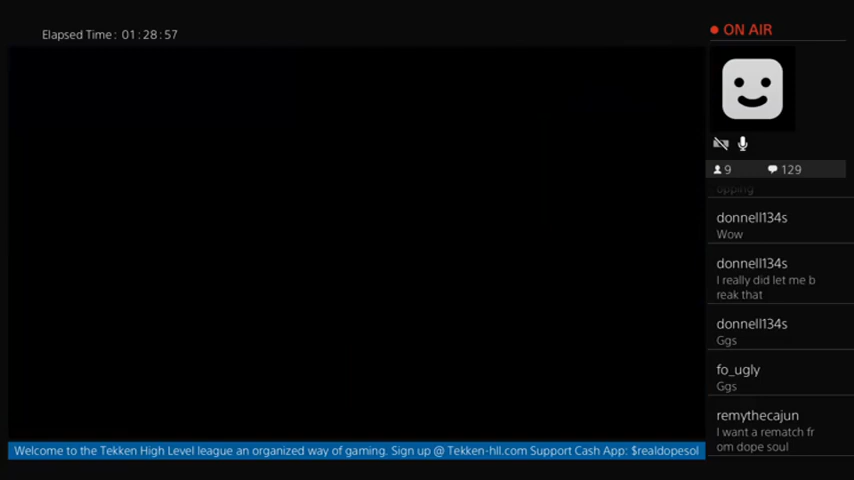 Elapsed Time: 01:28:57
ON AIR
9 129
opping
donnell134s
Wow
donnell134s
I really did let me b
reak that
donnell134s
Ggs
fo_ugly
Ggs
remythecajun
I want a rematch fr
om dope soul
Welcome to the Tekken High Level league an organized way of gaming. Sign up @ Tekken-hll.com Support Cash App: $realdopesol